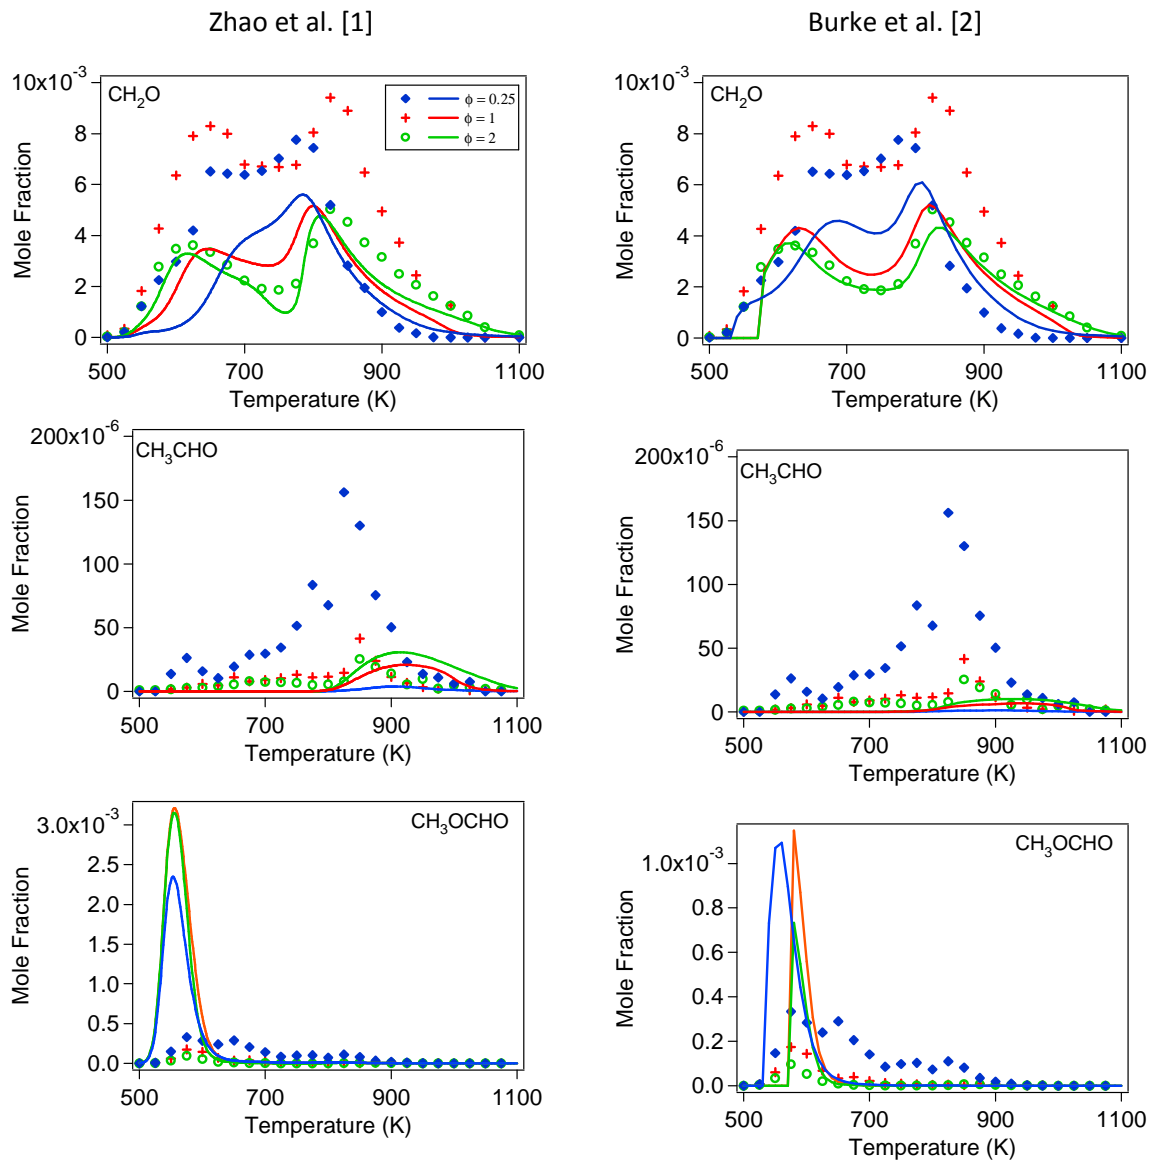 Zhao et al. [1]
Burke et al. [2]
10x10⁻³
CH₂O
ϕ = 0.25
ϕ = 1
ϕ = 2
8
6
4
2
0
Mole Fraction
500 700 900 1100
Temperature (K)
10x10⁻³
CH₂O
8
6
4
2
0
Mole Fraction
500 700 900 1100
Temperature (K)
200x10⁻⁶
CH₃CHO
150
100
50
0
Mole Fraction
500 700 900 1100
Temperature (K)
200x10⁻⁶
CH₃CHO
150
100
50
0
Mole Fraction
500 700 900 1100
Temperature (K)
3.0x10⁻³
CH₃OCHO
2.5
2.0
1.5
1.0
0.5
0.0
Mole Fraction
500 700 900 1100
Temperature (K)
1.0x10⁻³
CH₃OCHO
0.8
0.6
0.4
0.2
0.0
Mole Fraction
500 700 900 1100
Temperature (K)